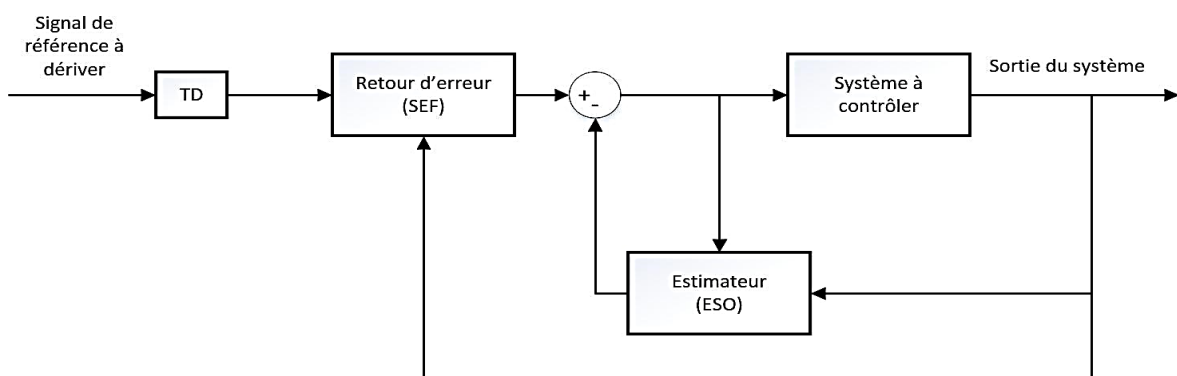 Signal de
référence à
dériver
TD
Retour d'erreur
(SEF)
+
-
Système à
contrôler
Sortie du système
Estimateur
(ESO)